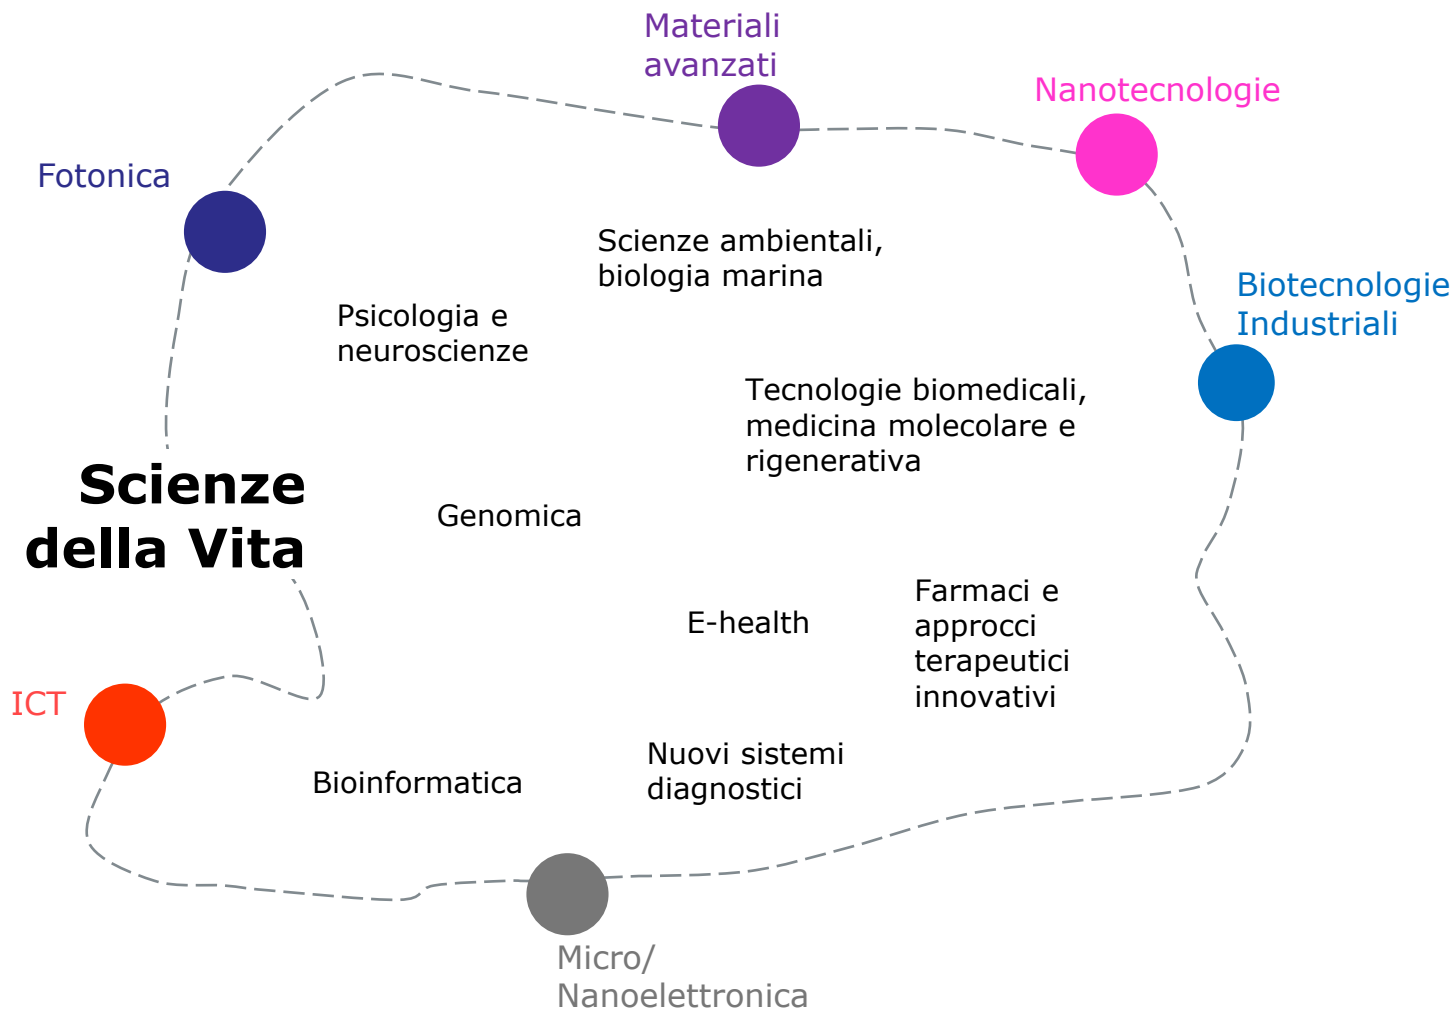 Materiali
avanzati
Nanotecnologie
Fotonica
Scienze ambientali,
biologia marina
Biotecnologie
Industriali
Psicologia e
neuroscienze
Tecnologie biomedicali,
medicina molecolare e
rigenerativa
Scienze
della Vita
Genomica
E-health
Farmaci e
approcci
terapeutici
innovativi
ICT
Bioinformatica
Nuovi sistemi
diagnostici
Micro/
Nanoelettronica